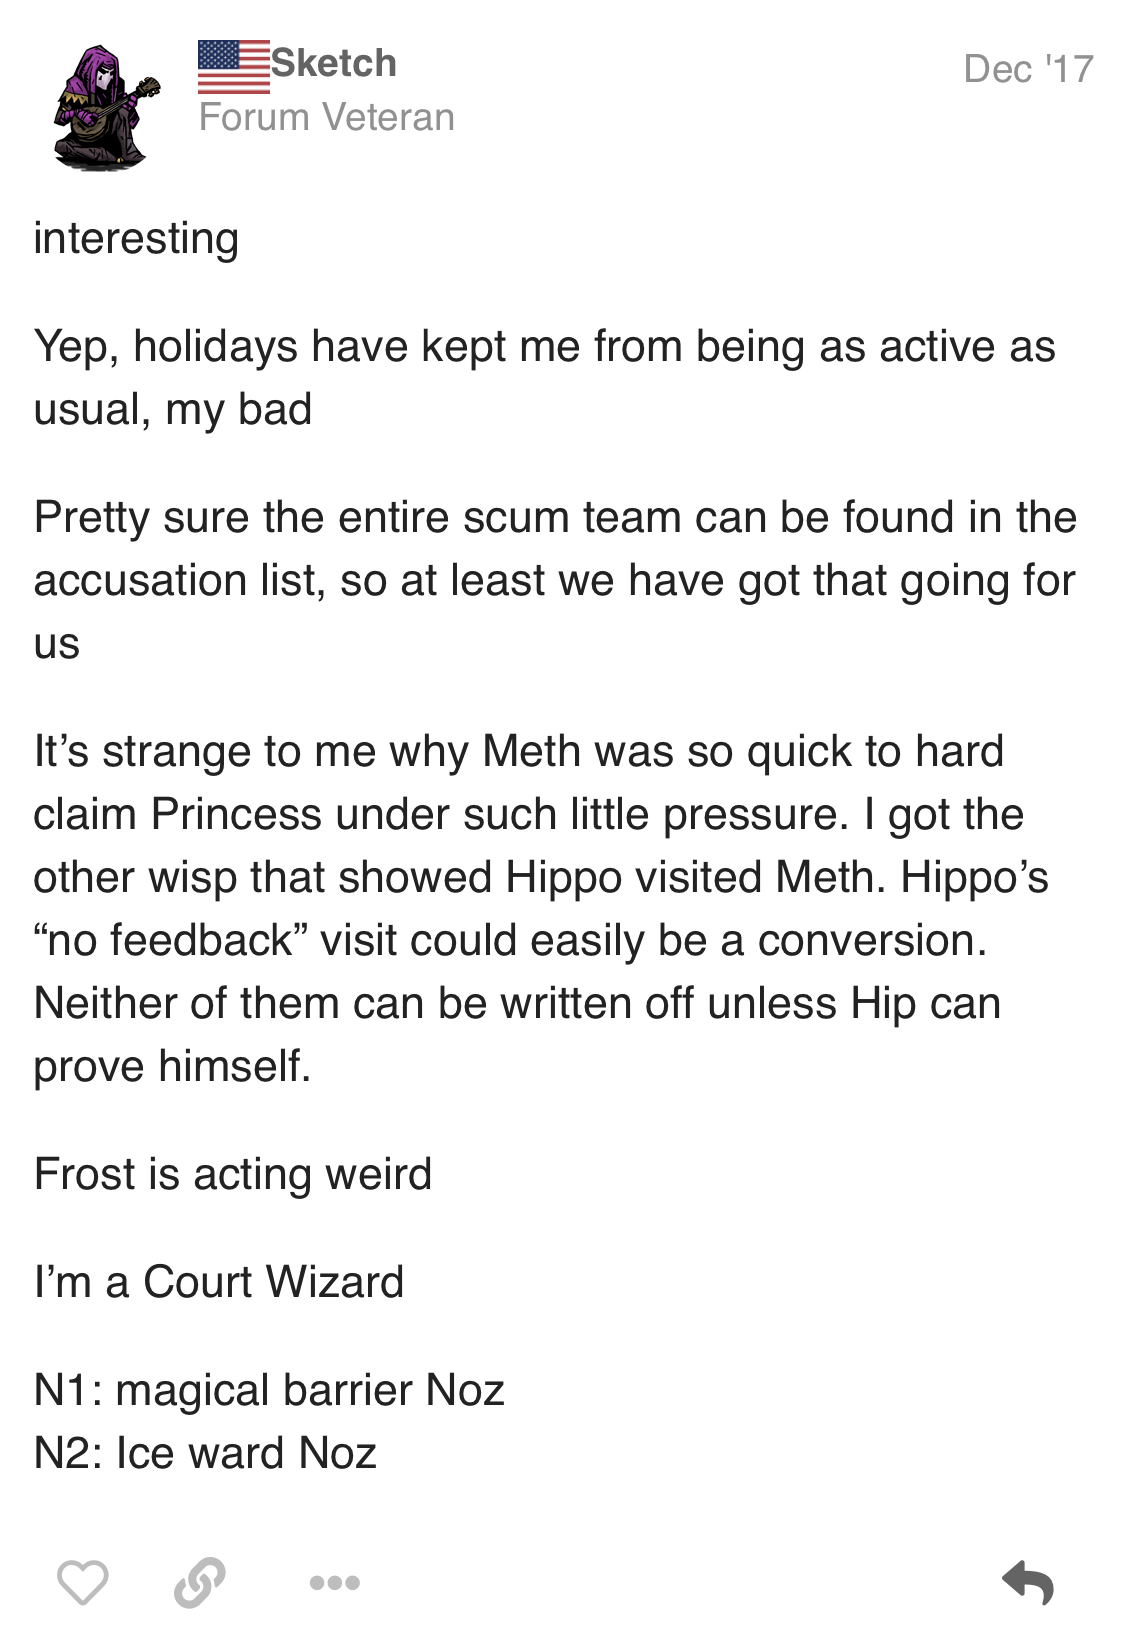 Sketch
Dec '17
Forum Veteran
interesting
Yep, holidays have kept me from being as active as
usual, my bad
Pretty sure the entire scum team can be found in the
accusation list, so at least we have got that going for
us
It’s strange to me why Meth was so quick to hard
claim Princess under such little pressure. I got the
other wisp that showed Hippo visited Meth. Hippo’s
“no feedback” visit could easily be a conversion.
Neither of them can be written off unless Hip can
prove himself.
Frost is acting weird
I’m a Court Wizard
N1: magical barrier Noz
N2: Ice ward Noz